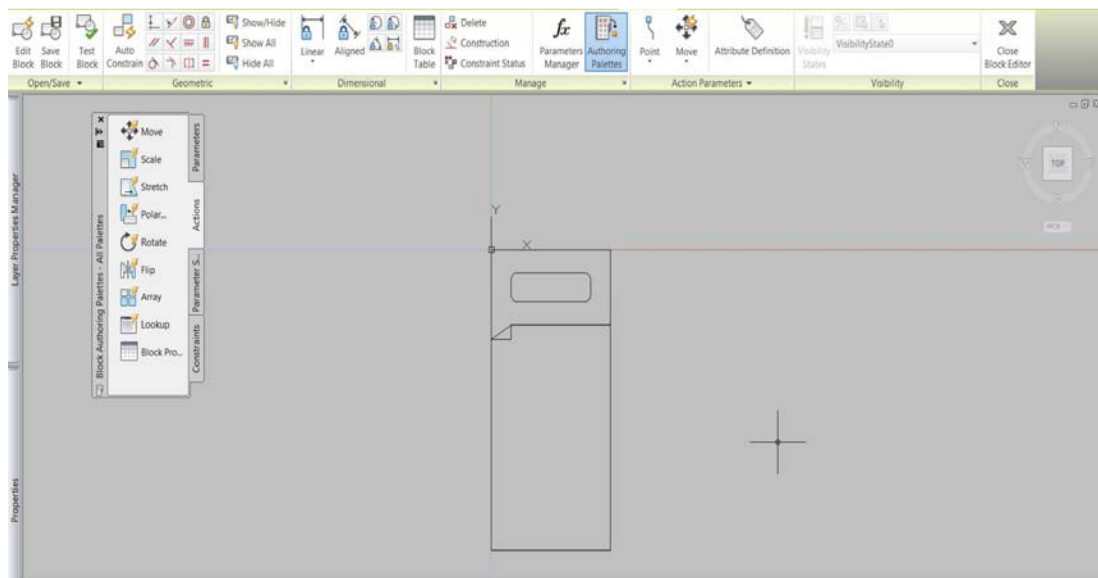 Edit Block
Save Block
Test Block
Auto Constrain
Show/Hide
Show All
Hide All
Linear
Aligned
Block Table
Delete
Construction
Constraint Status
fx
Parameters Manager
Authoring Palettes
Point
Move
Attribute Definition
Visibility States
VisibilityState0
Close Block Editor
Open/Save
Geometric
Dimensional
Manage
Action Parameters
Visibility
Close
Layer Properties Manager
Properties
Block Authoring Palettes - All Palettes
Move
Scale
Stretch
Polar...
Rotate
Flip
Array
Lookup
Block Pro...
Parameters
Actions
Parameter S...
Constraints
Y
X
TOP